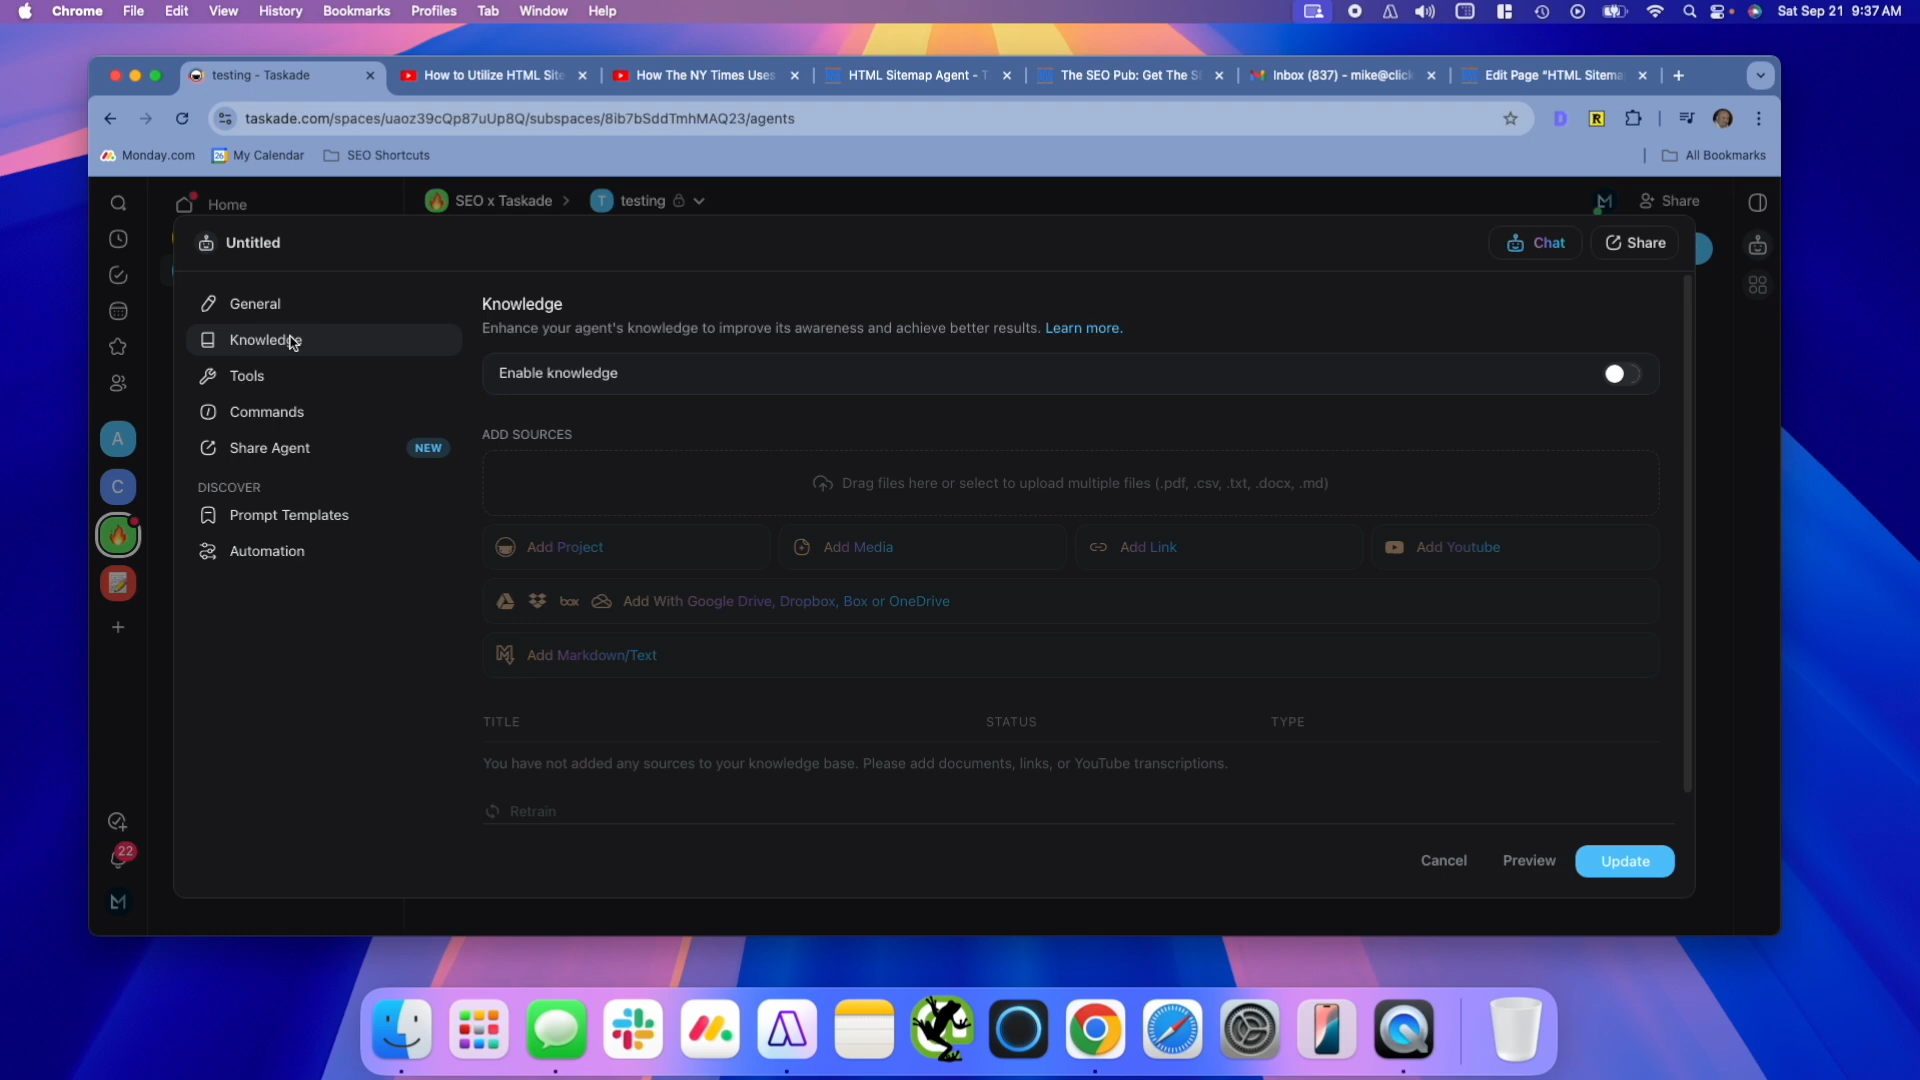 Chrome File Edit View History Bookmarks Profiles Tab Window Help Sat Sep 21 9:37 AM
testing - Taskade How to Utilize HTML Site How The NY Times Uses HTML Sitemap Agent - T The SEO Pub: Get The S Inbox (837) - mike@click Edit Page "HTML Sitema
taskade.com/spaces/uaoz39cQp87uUp8Q/subspaces/8ib7bSddTmhMAQ23/agents
Monday.com 26 My Calendar SEO Shortcuts All Bookmarks
Home SEO x Taskade T testing Share
Untitled Chat Share
General
Knowledge
Tools
Commands
Share Agent NEW
DISCOVER
Prompt Templates
Automation
A
C
22
Knowledge
Enhance your agent's knowledge to improve its awareness and achieve better results. Learn more.
Enable knowledge
ADD SOURCES
Drag files here or select to upload multiple files (.pdf, .csv, .txt, .docx, .md)
Add Project Add Media Add Link Add Youtube
box Add With Google Drive, Dropbox, Box or OneDrive
Add Markdown/Text
TITLE STATUS TYPE
You have not added any sources to your knowledge base. Please add documents, links, or YouTube transcriptions.
Retrain
Cancel Preview Update